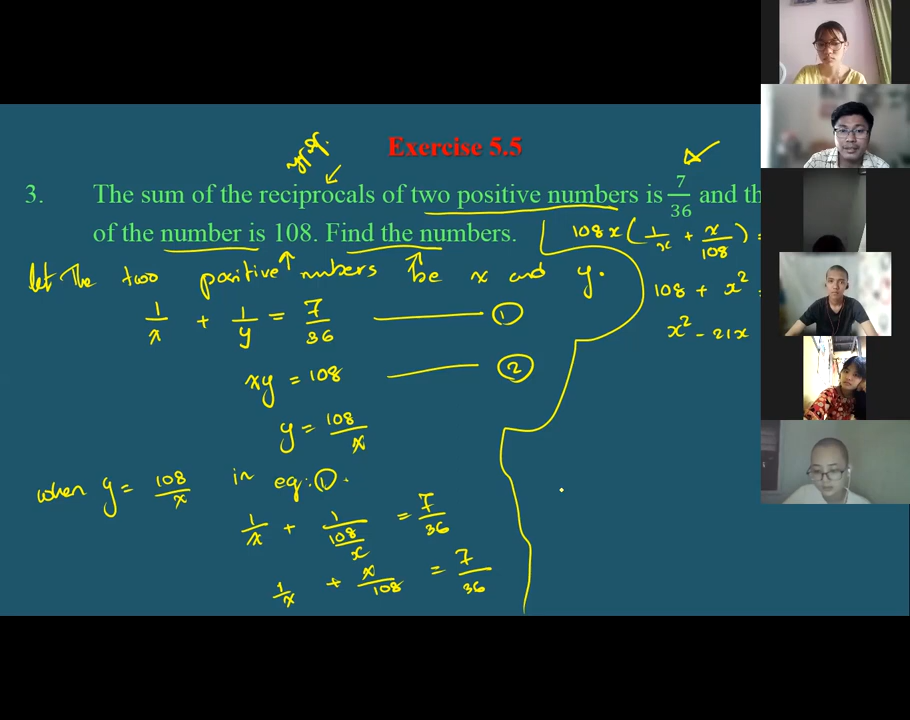 Exercise 5.5
3. The sum of the reciprocals of two positive numbers is 7/36 and th
of the number is 108. Find the numbers.
let the two positive numbers be x and y.
1/x + 1/y = 7/36 ——— ①
xy = 108 ——— ②
y = 108/x
when y = 108/x in eq: ①.
1/x + 1/(108/x) = 7/36
1/x + x/108 = 7/36
108x (1/x + x/108) =
108 + x²
x² - 21x